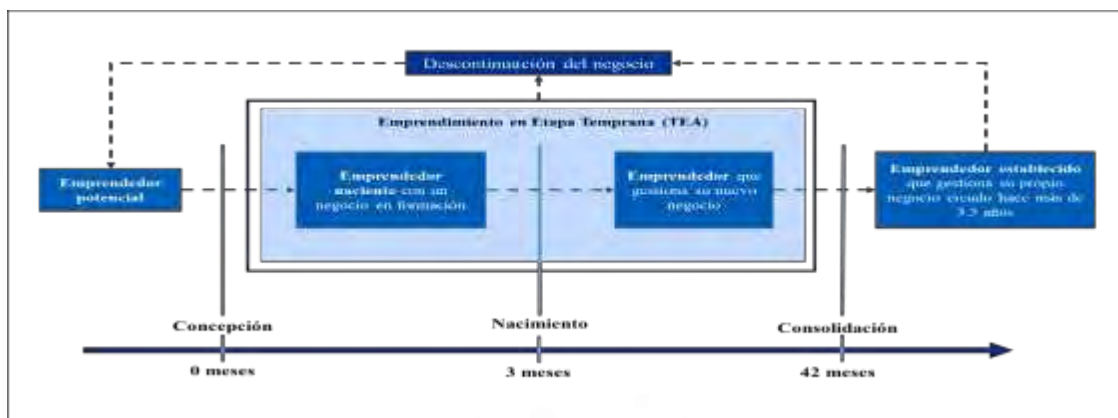 Descontinuación del negocio
Emprendimiento en Etapa Temprana (TEA)
Emprendedor
potencial
Emprendedor
naciente con un
negocio en formación
Emprendedor que
gestiona su nuevo
negocio
Emprendedor establecido
que gestiona su propio
negocio creado hace más de
3.5 años
Concepción
Nacimiento
Consolidación
0 meses
3 meses
42 meses